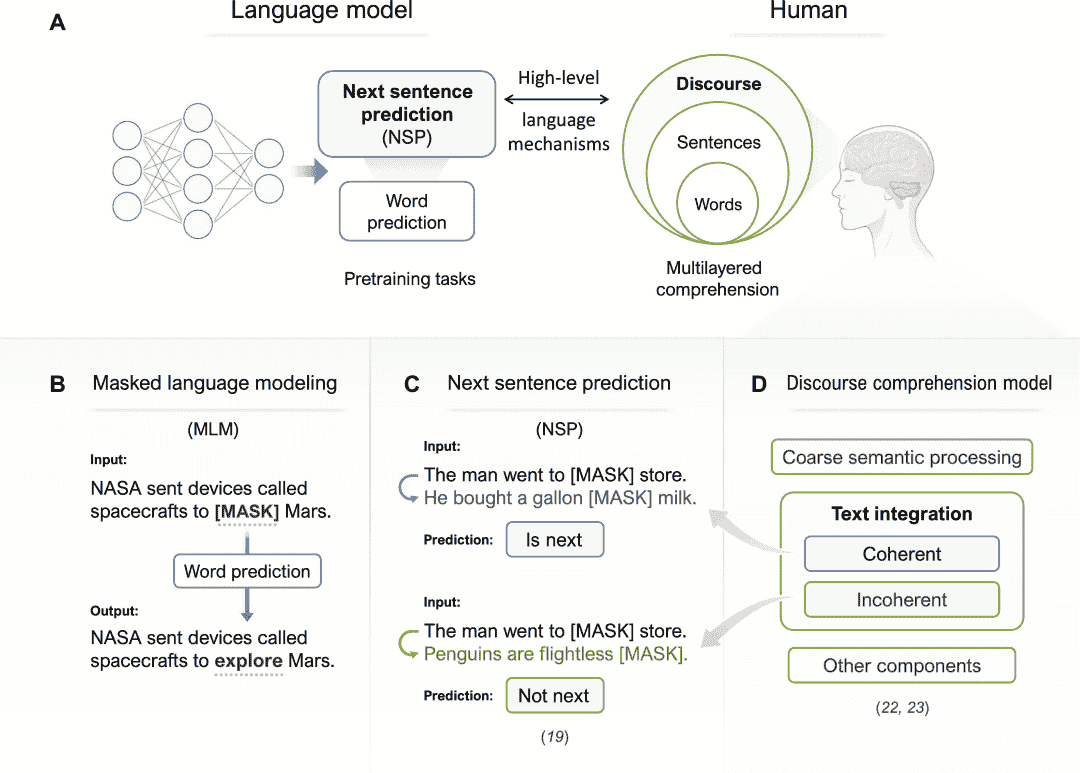 A
Language model
Human
Next sentence
prediction
(NSP)
Word
prediction
Pretraining tasks
High-level
language
mechanisms
Discourse
Sentences
Words
Multilayered
comprehension
B
Masked language modeling
(MLM)
Input:
NASA sent devices called
spacecrafts to [MASK] Mars.
Word prediction
Output:
NASA sent devices called
spacecrafts to explore Mars.
C
Next sentence prediction
(NSP)
Input:
The man went to [MASK] store.
He bought a gallon [MASK] milk.
Prediction:
Is next
Input:
The man went to [MASK] store.
Penguins are flightless [MASK].
Prediction:
Not next
(19)
D
Discourse comprehension model
Coarse semantic processing
Text integration
Coherent
Incoherent
Other components
(22, 23)